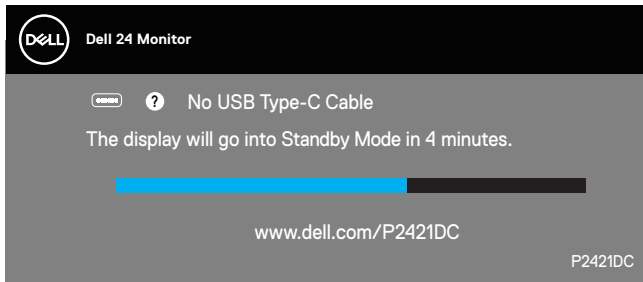 DELL
Dell 24 Monitor
? No USB Type-C Cable
The display will go into Standby Mode in 4 minutes.
www.dell.com/P2421DC
P2421DC